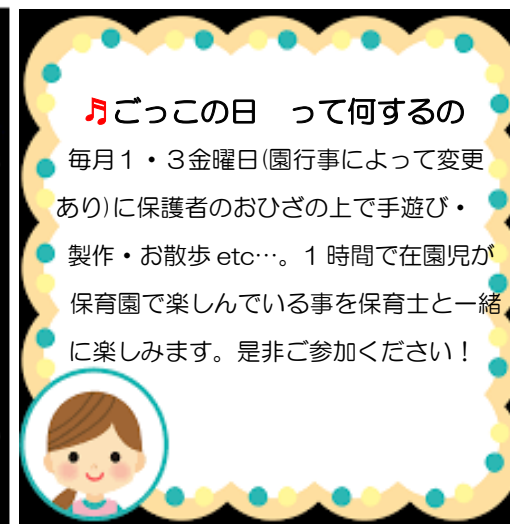 ♬ごっこの日　って何するの
毎月１・３金曜日(園行事によって変更
あり)に保護者のおひざの上で手遊び・
製作・お散歩 etc…。１時間で在園児が
保育園で楽しんでいる事を保育士と一緒
に楽しみます。是非ご参加ください！